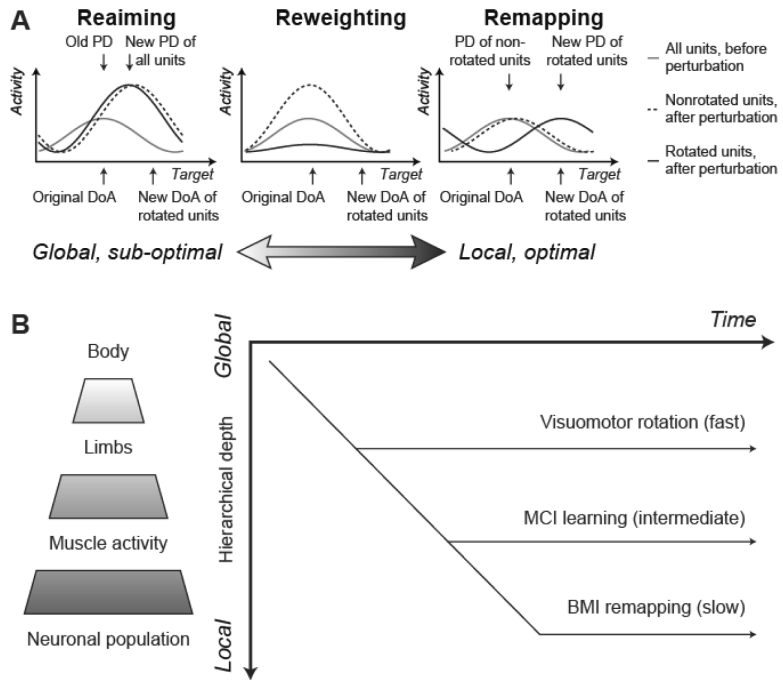 A
Reaiming
Reweighting
Remapping
Old PD
New PD of
all units
PD of non-
rotated units
New PD of
rotated units
All units, before
perturbation
Nonrotated units,
after perturbation
Rotated units,
after perturbation
Activity
Activity
Activity
Target
Target
Target
Original DoA
New DoA of
rotated units
Original DoA
New DoA of
rotated units
Original DoA
New DoA of
rotated units
Global, sub-optimal
Local, optimal
B
Body
Limbs
Muscle activity
Neuronal population
Global
Hierarchical depth
Local
Time
Visuomotor rotation (fast)
MCI learning (intermediate)
BMI remapping (slow)